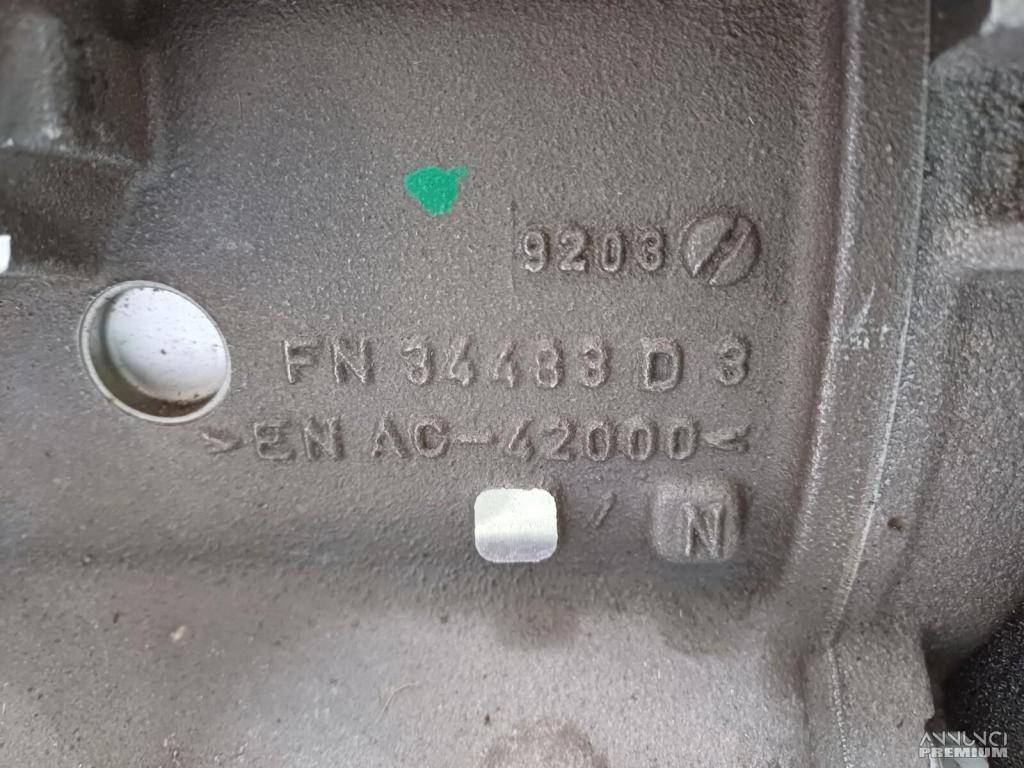 9203
FN 34483 D 3
>EN AC-42000<
/ N
ANNUNCI
PREMIUM